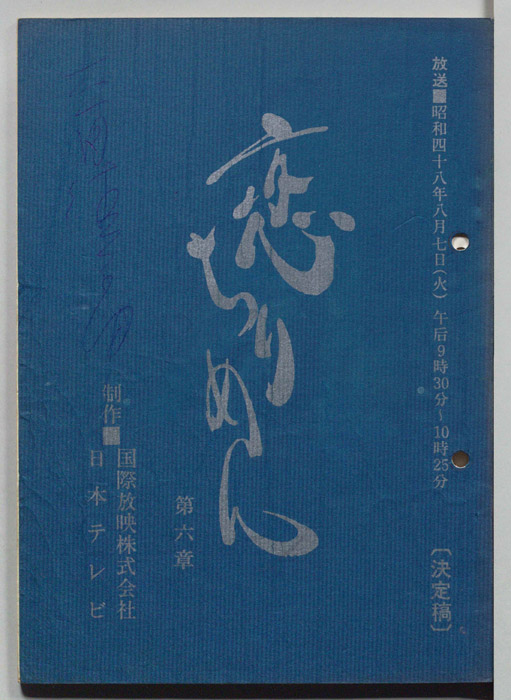 放送■昭和四十八年八月七日(火) 午后9時30分~10時25分
〔決定稿〕
恋ちりめん
第六章
制作■国際放映株式会社
日本テレビ